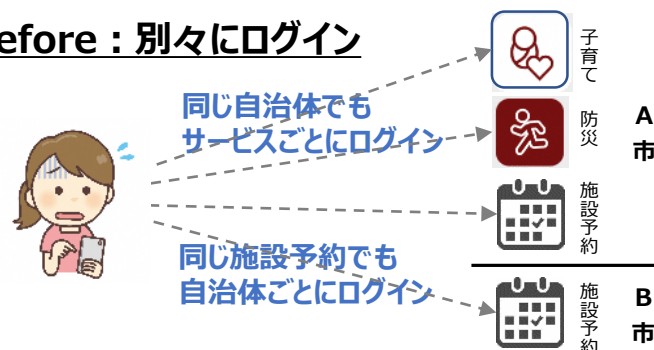 efore：別々にログイン
同じ自治体でも
サービスごとにログイン
同じ施設予約でも
自治体ごとにログイン
子育て
防災
施設予約
A
市
施設予約
B
市